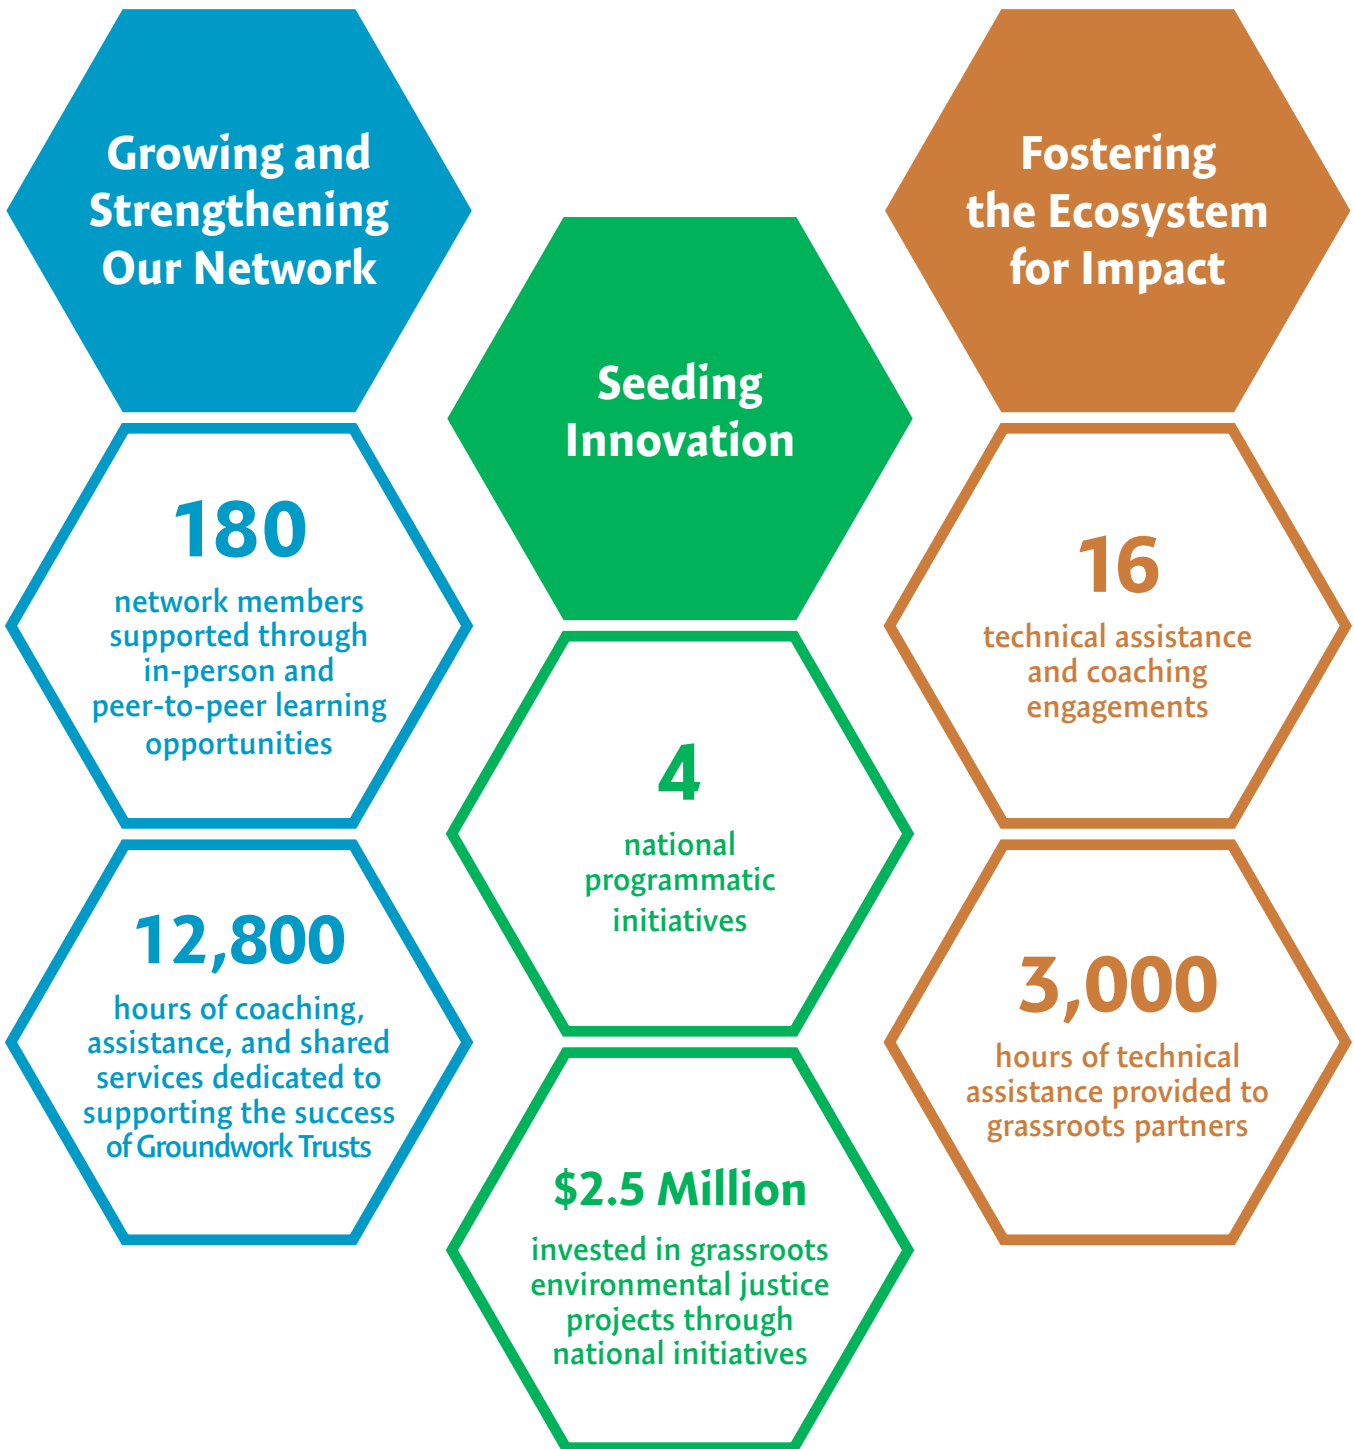 Growing and
Strengthening
Our Network
180
network members
supported through
in-person and
peer-to-peer learning
opportunities
12,800
hours of coaching,
assistance, and shared
services dedicated to
supporting the success
of Groundwork Trusts
Seeding
Innovation
4
national
programmatic
initiatives
$2.5 Million
invested in grassroots
environmental justice
projects through
national initiatives
Fostering
the Ecosystem
for Impact
16
technical assistance
and coaching
engagements
3,000
hours of technical
assistance provided to
grassroots partners